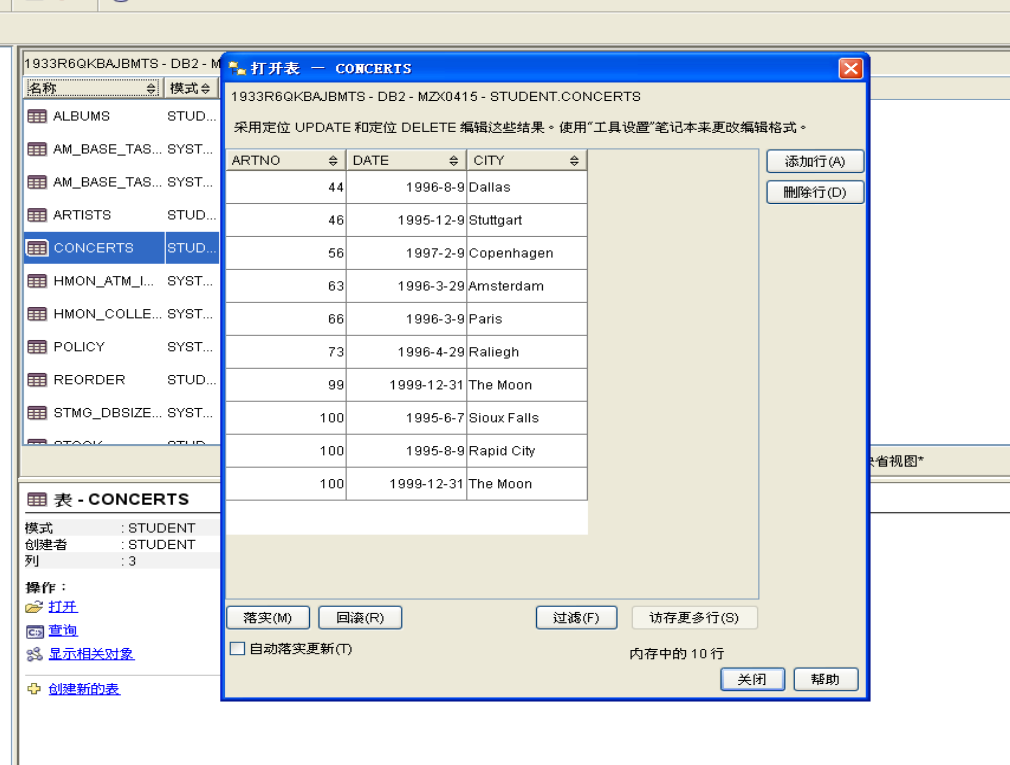 1933R6QKBAJBMTS - DB2 - M
名称 模式
ALBUMS STUD...
AM_BASE_TAS... SYST...
AM_BASE_TAS... SYST...
ARTISTS STUD...
CONCERTS STUD...
HMON_ATM_I... SYST...
HMON_COLLE... SYST...
POLICY SYST...
REORDER STUD...
STMG_DBSIZE... SYST...
STOCK STUD
省视图*
表 - CONCERTS
模式 : STUDENT
创建者 : STUDENT
列 : 3
操作：
打开
查询
显示相关对象
创建新的表
打开表 － CONCERTS
1933R6QKBAJBMTS - DB2 - MZX0415 - STUDENT.CONCERTS
采用定位 UPDATE 和定位 DELETE 编辑这些结果。使用“工具设置”笔记本来更改编辑格式。
ARTNO DATE CITY
44 1996-8-9 Dallas
46 1995-12-9 Stuttgart
56 1997-2-9 Copenhagen
63 1996-3-29 Amsterdam
66 1996-3-9 Paris
73 1996-4-29 Raliegh
99 1999-12-31 The Moon
100 1995-6-7 Sioux Falls
100 1995-8-9 Rapid City
100 1999-12-31 The Moon
添加行(A)
删除行(D)
落实(M) 回滚(R) 过滤(F) 访存更多行(S)
自动落实更新(T)
内存中的 10 行
关闭 帮助